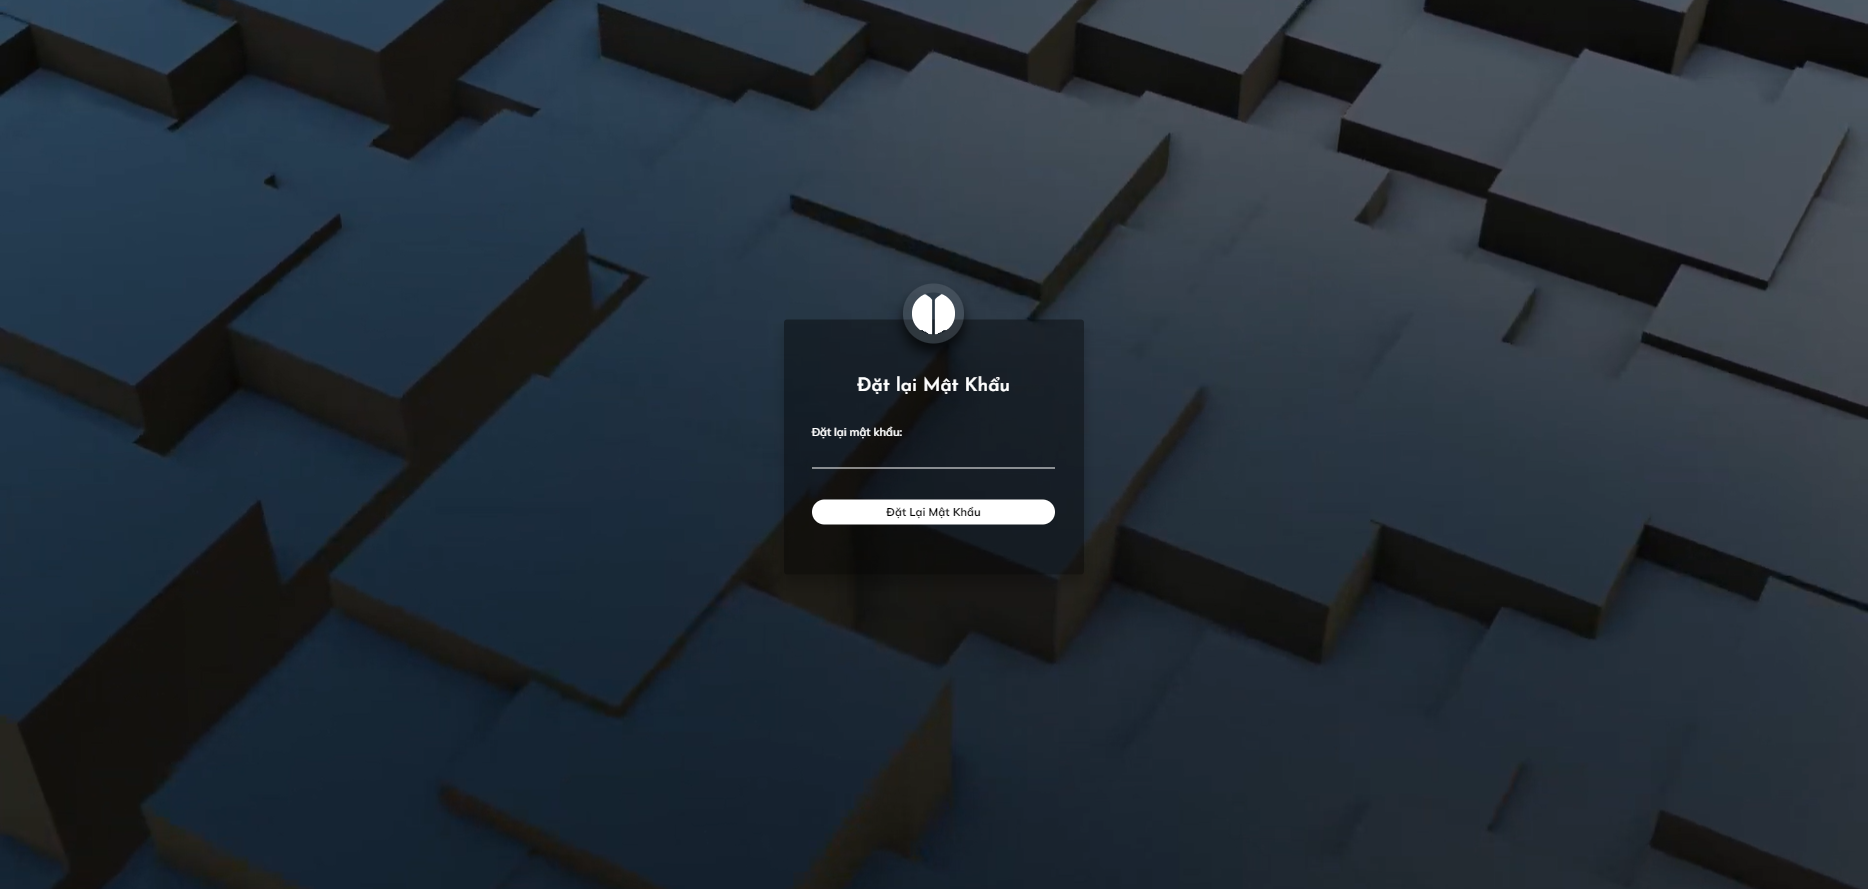 Đặt lại Mật Khẩu
Đặt lại mật khẩu:
Đặt Lại Mật Khẩu